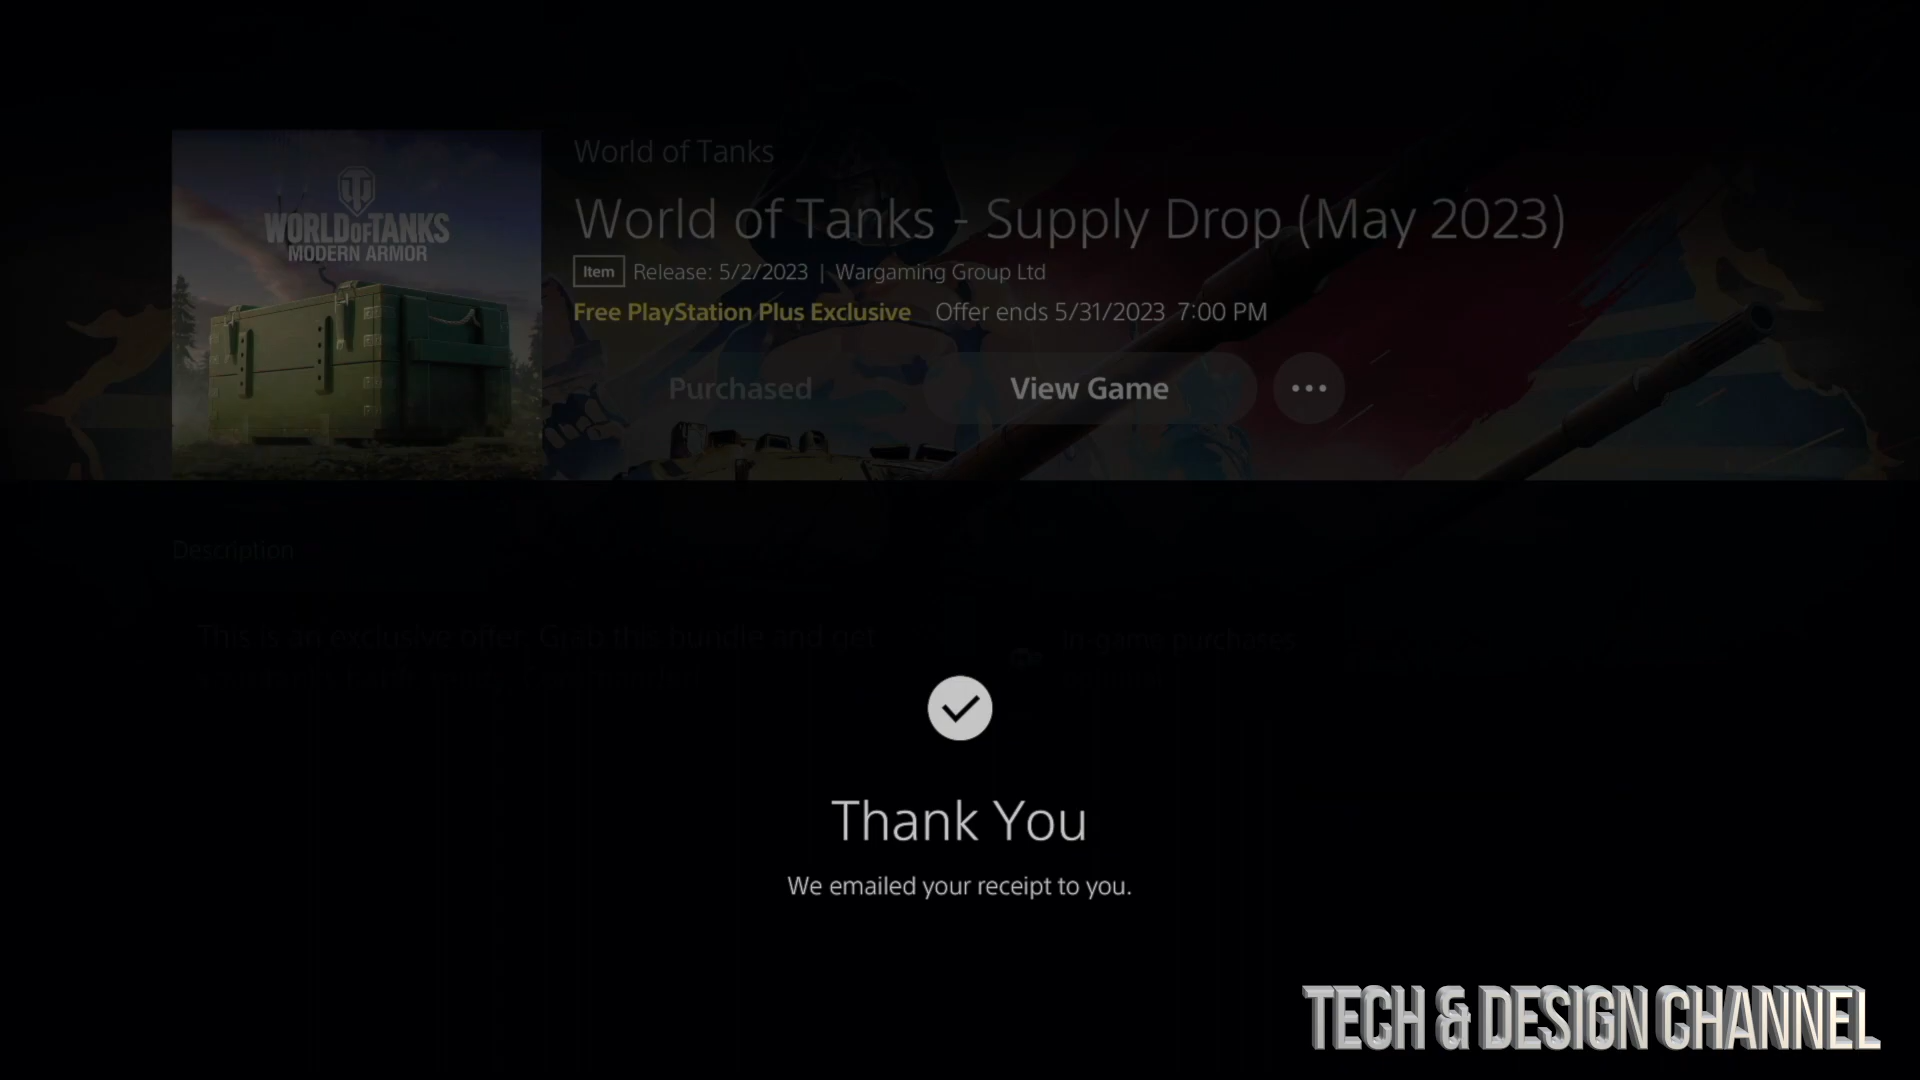 World of Tanks
WORLD OF TANKS
MODERN ARMOR
World of Tanks - Supply Drop (May 2023)
Item Release: 5/2/2023 | Wargaming Group Ltd
Free PlayStation Plus Exclusive Offer ends 5/31/2023 7:00 PM
Purchased View Game
Description
This is an exclusive offer. Grab this bundle and get
In-game purchases
Thank You
We emailed your receipt to you.
TECH & DESIGN CHANNEL